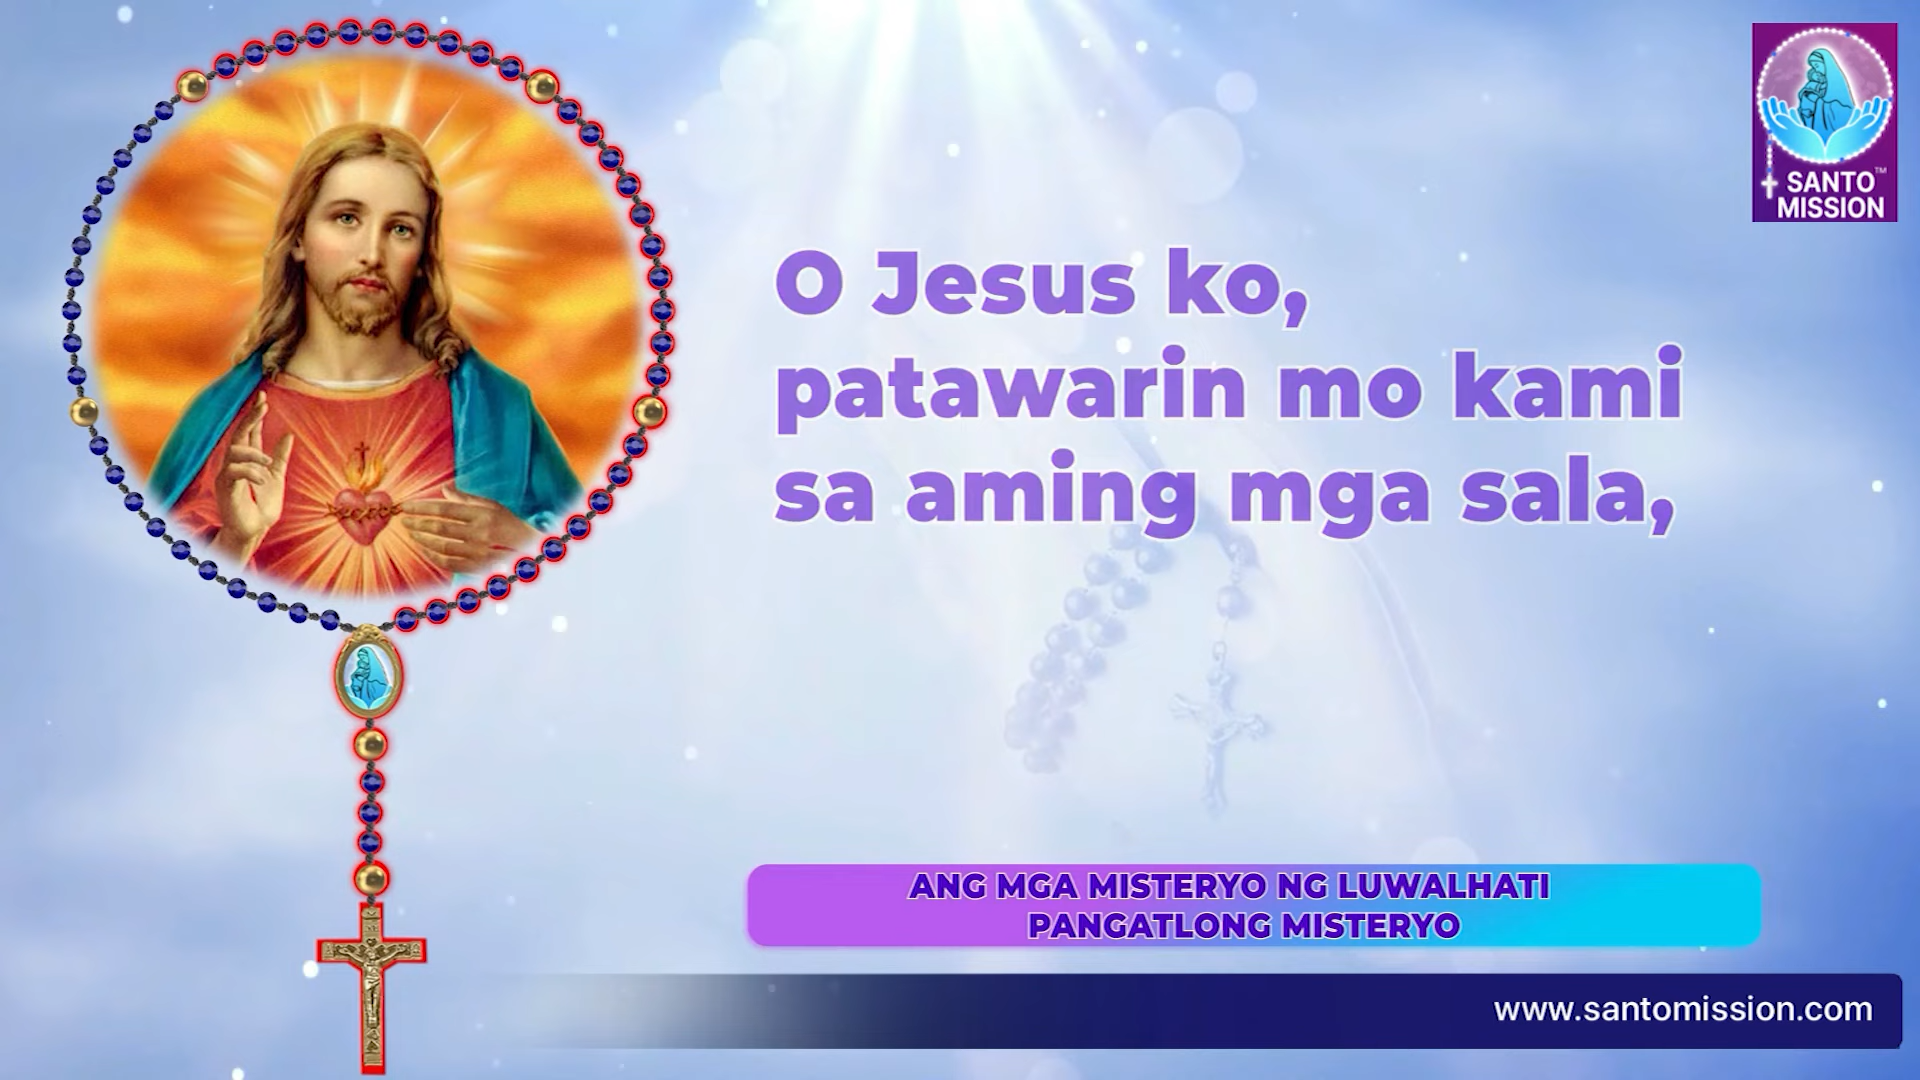 SANTO™
MISSION
O Jesus ko,
patawarin mo kami
sa aming mga sala,
ANG MGA MISTERYO NG LUWALHATI
PANGATLONG MISTERYO
www.santomission.com